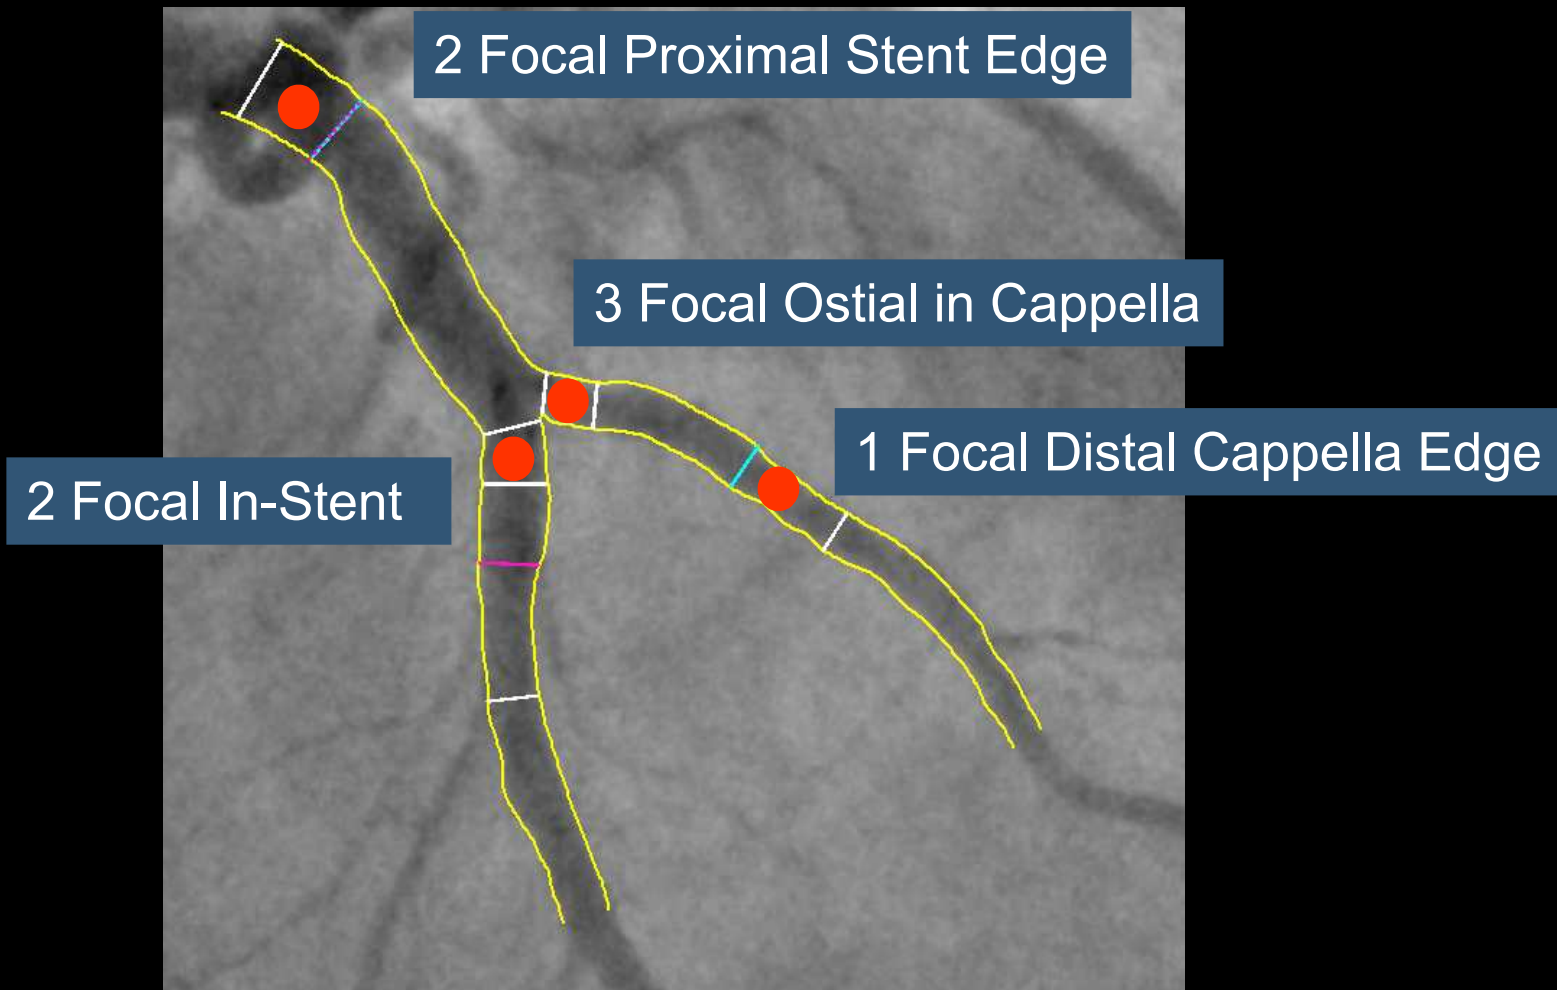 2 Focal Proximal Stent Edge
3 Focal Ostial in Cappella
1 Focal Distal Cappella Edge
2 Focal In-Stent